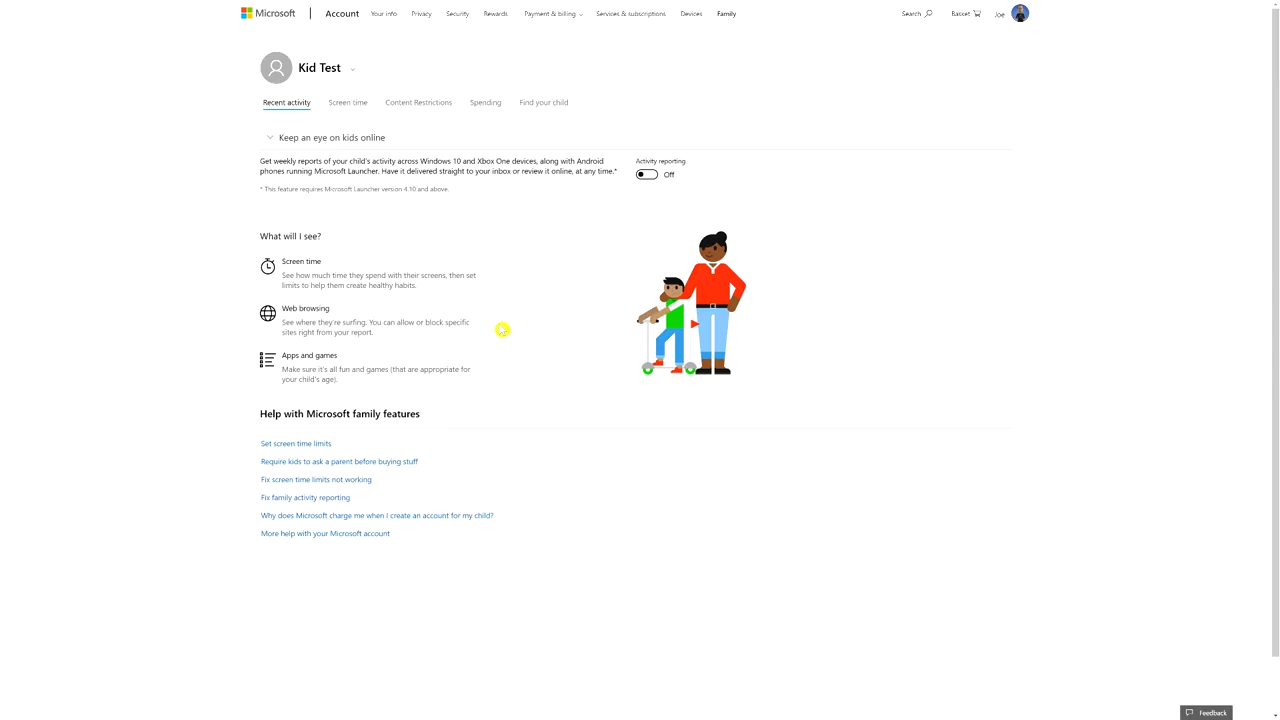 Microsoft | Account Your info Privacy Security Rewards Payment & billing Services & subscriptions Devices Family Search Basket Joe
Kid Test
Recent activity Screen time Content Restrictions Spending Find your child
Keep an eye on kids online
Get weekly reports of your child's activity across Windows 10 and Xbox One devices, along with Android
phones running Microsoft Launcher. Have it delivered straight to your inbox or review it online, at any time.*
Activity reporting
Off
* This feature requires Microsoft Launcher version 4.10 and above.
What will I see?
Screen time
See how much time they spend with their screens, then set
limits to help them create healthy habits.
Web browsing
See where they're surfing. You can allow or block specific
sites right from your report.
Apps and games
Make sure it's all fun and games (that are appropriate for
your child's age).
Help with Microsoft family features
Set screen time limits
Require kids to ask a parent before buying stuff
Fix screen time limits not working
Fix family activity reporting
Why does Microsoft charge me when I create an account for my child?
More help with your Microsoft account
Feedback